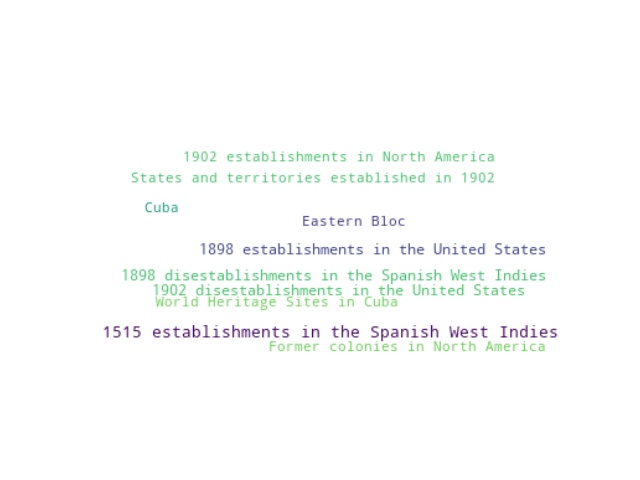 1902 establishments in North America
States and territories established in 1902
Cuba
Eastern Bloc
1898 establishments in the United States
1898 disestablishments in the Spanish West Indies
1902 disestablishments in the United States
World Heritage Sites in Cuba
1515 establishments in the Spanish West Indies
Former colonies in North America